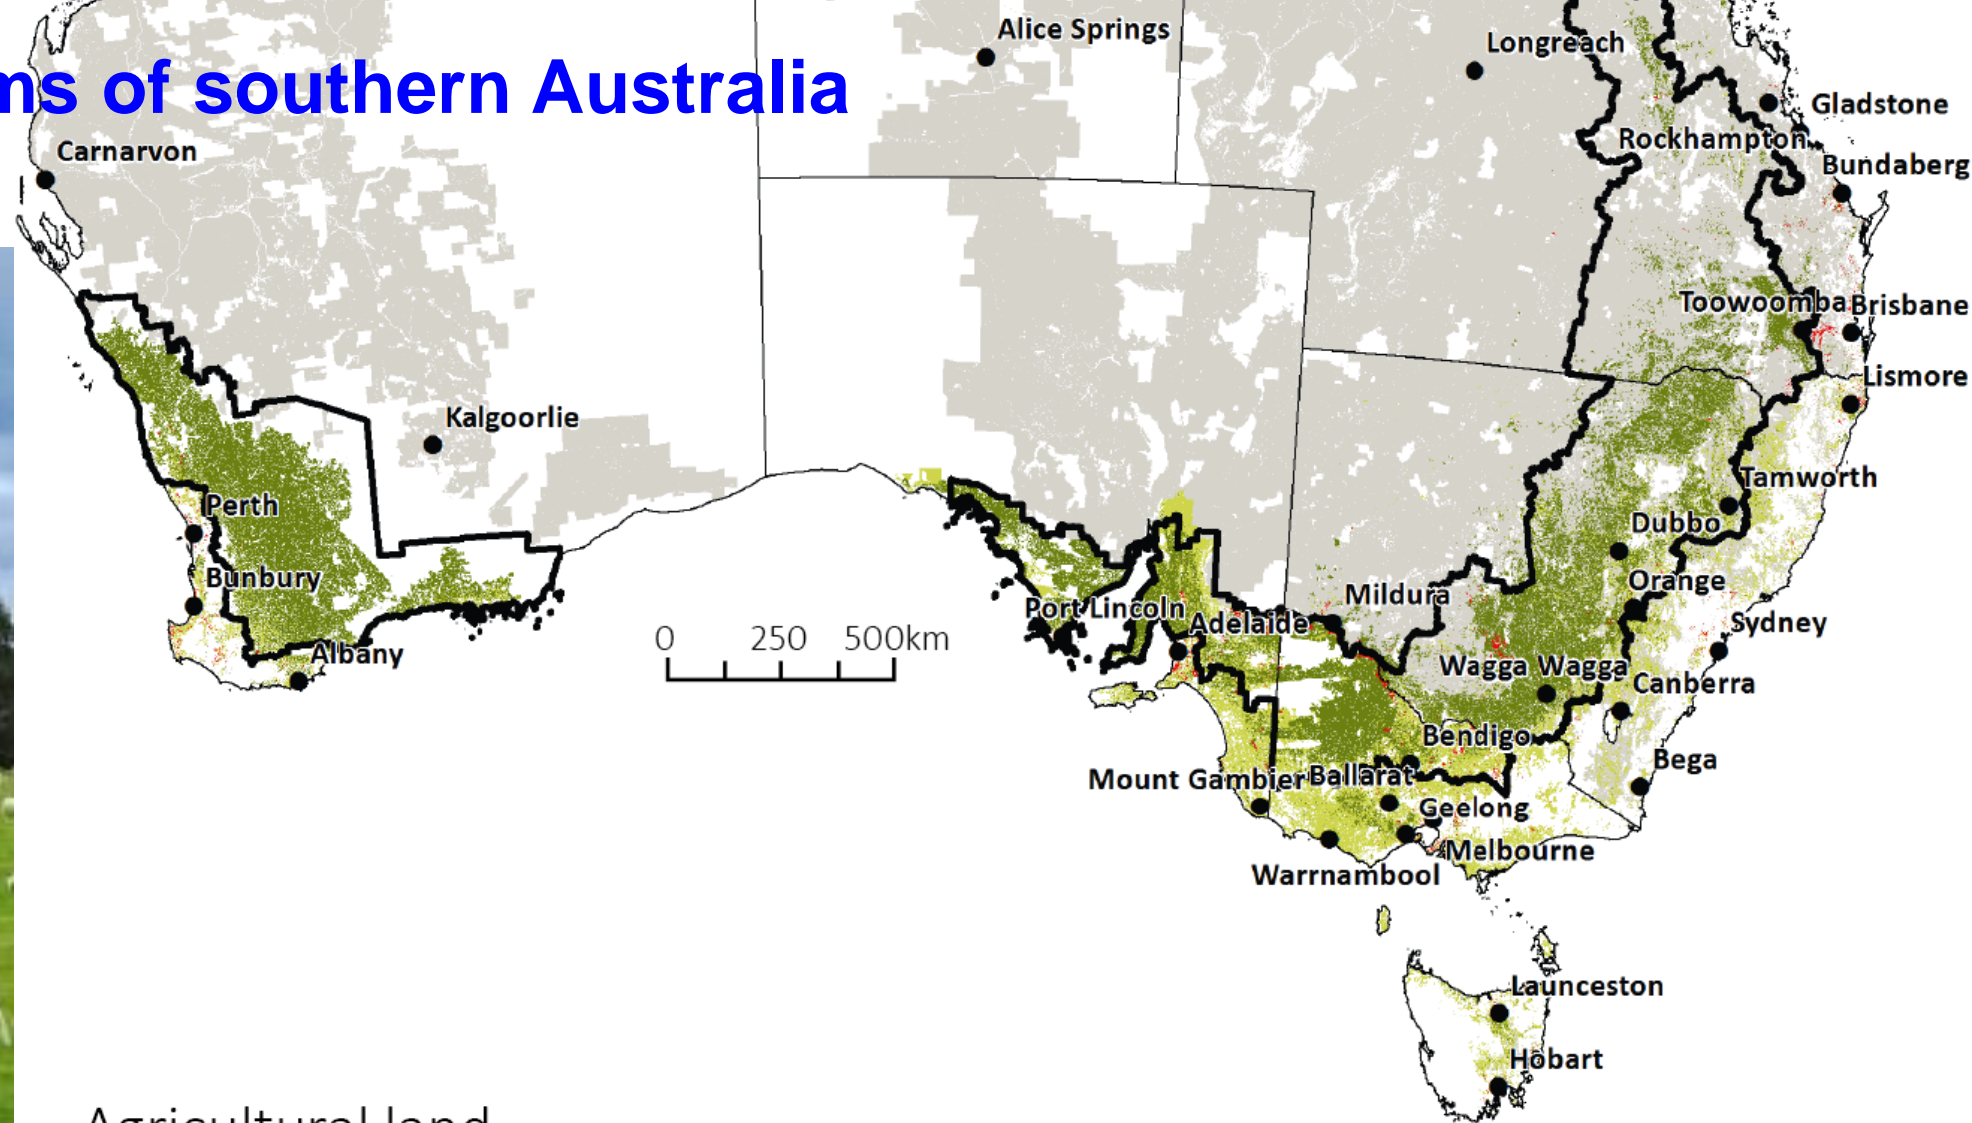 Alice Springs
Longreach
of southern Australia
Gladstone
Rockhampton
Carnarvon
Bundaberg
Toowoomba
Brisbane
Lismore
Kalgoorlie
Tamworth
Perth
Dubbo
Bunbury
Orange
Mildura
Port Lincoln
Adelaide
Sydney
0 250 500km
Albany
Wagga Wagga
Canberra
Bendigo
Bega
Mount Gambier
Ballarat
Geelong
Melbourne
Warrnambool
Launceston
Hobart
Agricultural land